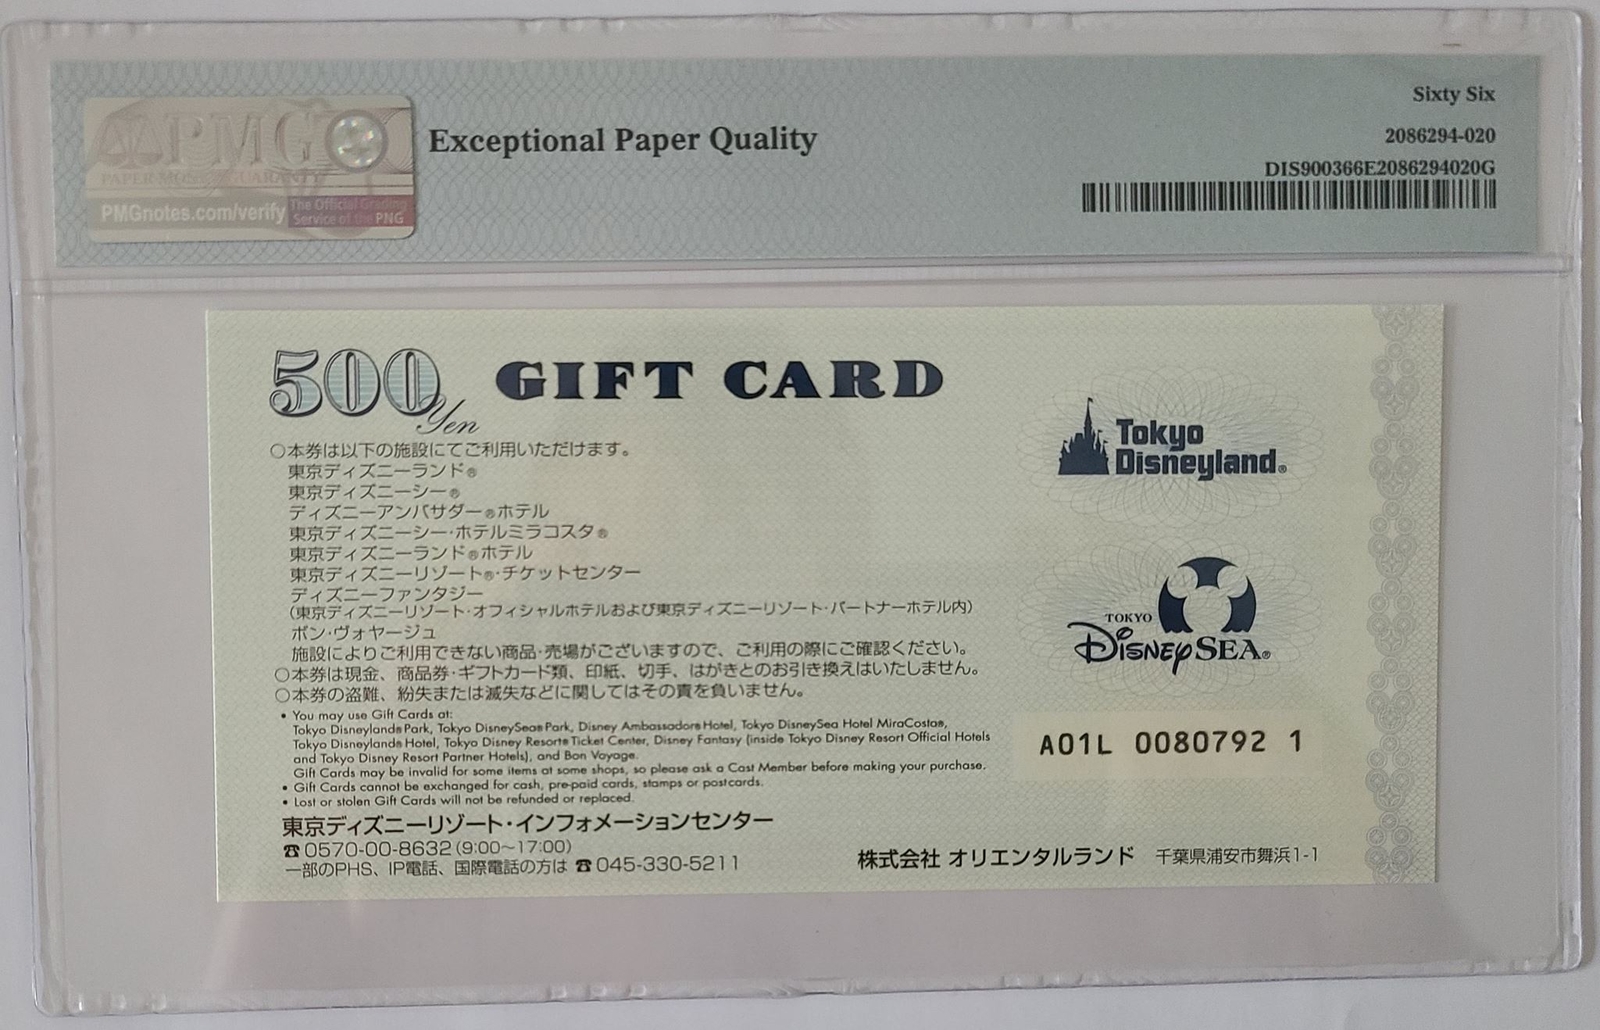 Sixty Six
PMG
PAPER MONEY GUARANTY
PMGnotes.com/verify
The Official Grading
Service of the PNG
Exceptional Paper Quality
2086294-020
DIS900366E2086294020G
500 Yen GIFT CARD
○本券は以下の施設にてご利用いただけます。
東京ディズニーランド®
東京ディズニーシー®
ディズニーアンバサダー®ホテル
東京ディズニーシー・ホテルミラコスタ®
東京ディズニーランド®ホテル
東京ディズニーリゾート®・チケットセンター
ディズニーファンタジー
（東京ディズニーリゾート・オフィシャルホテルおよび東京ディズニーリゾート・パートナーホテル内）
ボン・ヴォヤージュ
施設によりご利用できない商品・売場がございますので、ご利用の際にご確認ください。
○本券は現金、商品券・ギフトカード類、印紙、切手、はがきとのお引き換えはいたしません。
○本券の盗難、紛失または滅失などに関してはその責を負いません。
• You may use Gift Cards at:
Tokyo Disneyland® Park, Tokyo DisneySea® Park, Disney Ambassador® Hotel, Tokyo DisneySea Hotel MiraCosta®,
Tokyo Disneyland® Hotel, Tokyo Disney Resort® Ticket Center, Disney Fantasy (inside Tokyo Disney Resort Official Hotels
and Tokyo Disney Resort Partner Hotels), and Bon Voyage.
Gift Cards may be invalid for some items at some shops, so please ask a Cast Member before making your purchase.
• Gift Cards cannot be exchanged for cash, pre-paid cards, stamps or postcards.
• Lost or stolen Gift Cards will not be refunded or replaced.
東京ディズニーリゾート・インフォメーションセンター
☎0570-00-8632（9:00～17:00）
一部のPHS、IP電話、国際電話の方は ☎045-330-5211
Tokyo
Disneyland®
TOKYO
DISNEYSEA®
A01L 0080792 1
株式会社 オリエンタルランド 千葉県浦安市舞浜1-1